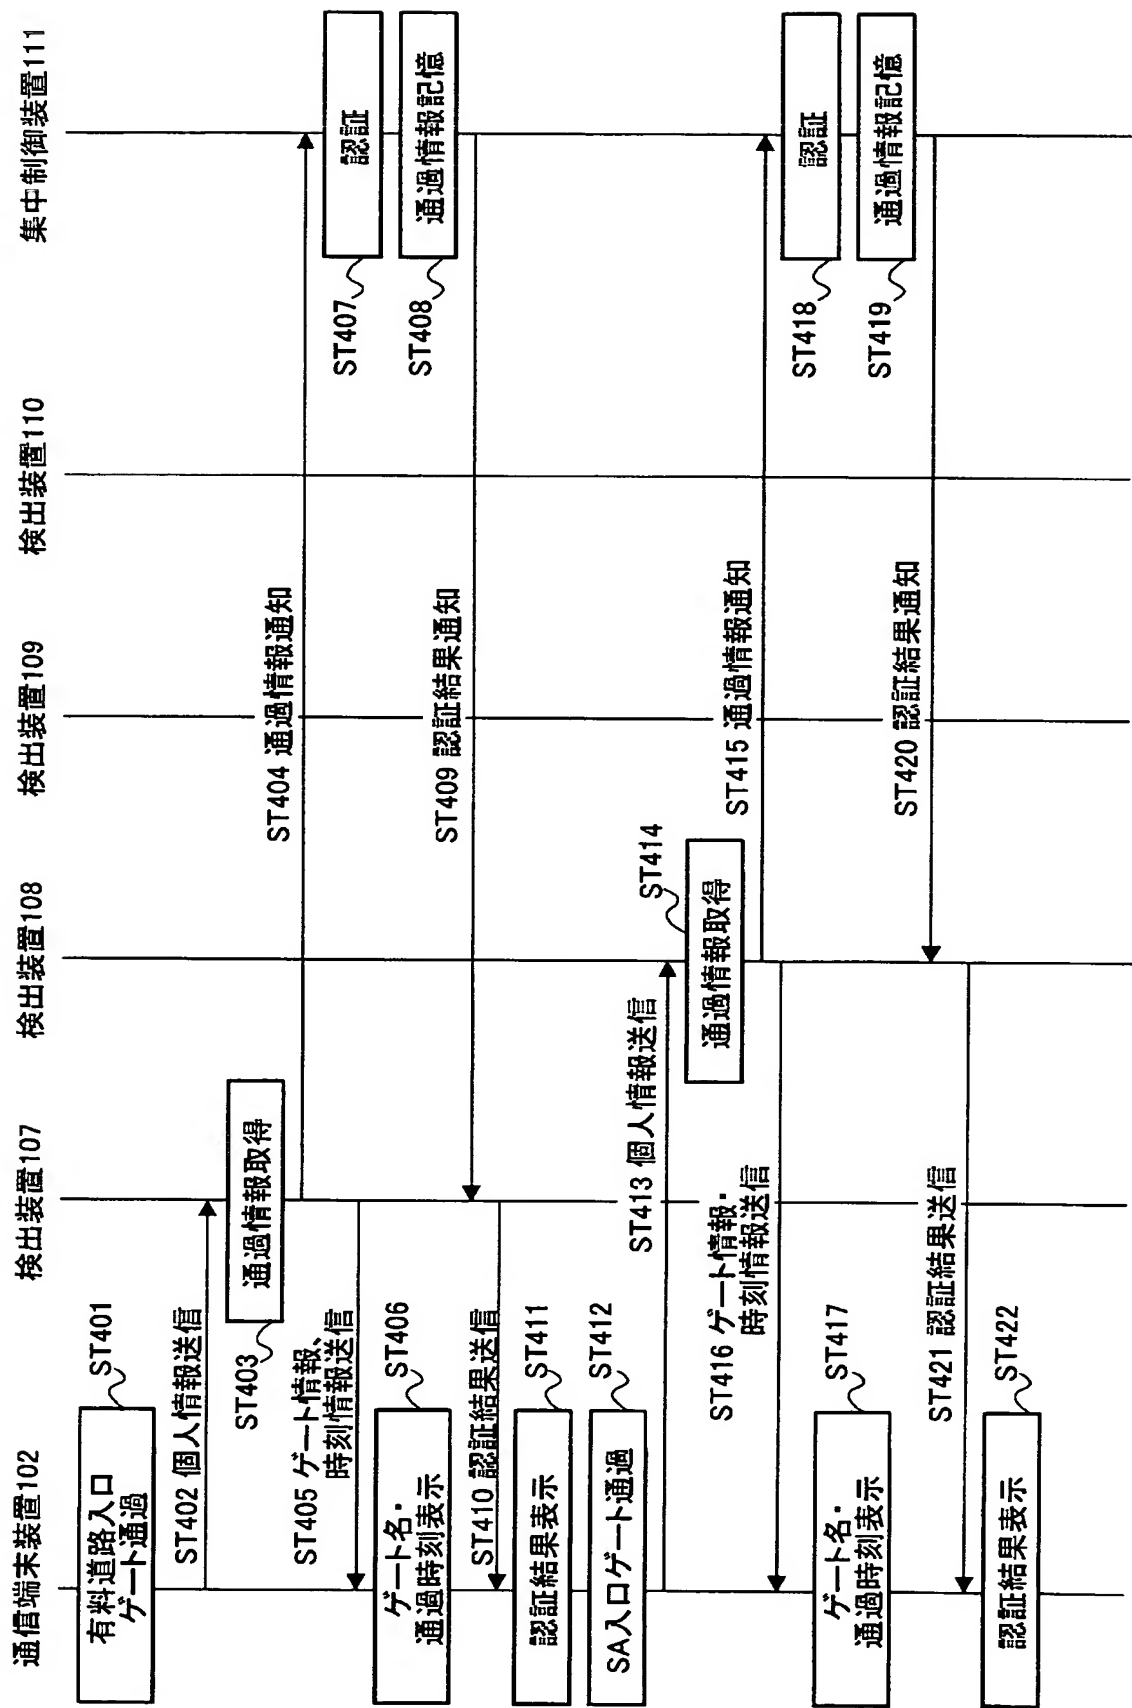 通信端末装置102
検出装置107
検出装置108
検出装置109
検出装置110
集中制御装置111
有料道路入口
ゲート通過
ST401
ST402 個人情報送信
通過情報取得
ST403
ST404 通過情報通知
ST405 ゲート情報、
時刻情報送信
ゲート名・
通過時刻表示
ST406
認証
ST407
通過情報記憶
ST408
ST409 認証結果通知
ST410 認証結果送信
認証結果表示
ST411
SA入口ゲート通過
ST412
ST413 個人情報送信
通過情報取得
ST414
ST415 通過情報通知
ST416 ゲート情報・
時刻情報送信
ゲート名・
通過時刻表示
ST417
認証
ST418
通過情報記憶
ST419
ST420 認証結果通知
ST421 認証結果送信
認証結果表示
ST422